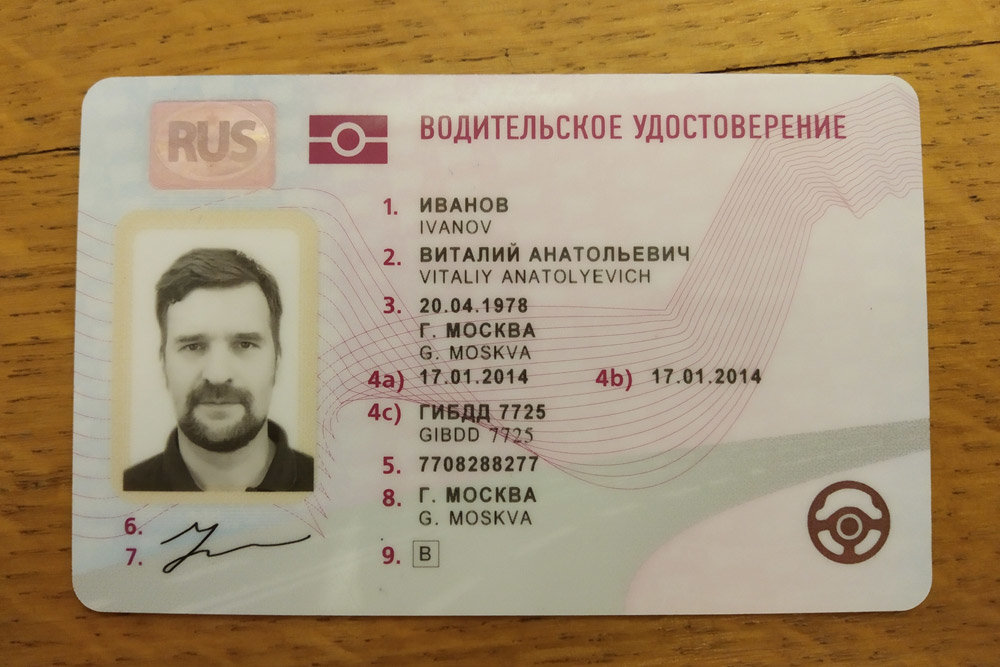 RUS
ВОДИТЕЛЬСКОЕ УДОСТОВЕРЕНИЕ
1. ИВАНОВ
IVANOV
2. ВИТАЛИЙ АНАТОЛЬЕВИЧ
VITALIY ANATOLYEVICH
3. 20.04.1978
Г. МОСКВА
G. MOSKVA
4a) 17.01.2014 4b) 17.01.2014
4c) ГИБДД 7725
GIBDD 7725
5. 7708288277
8. Г. МОСКВА
G. MOSKVA
6.
7.
9. B